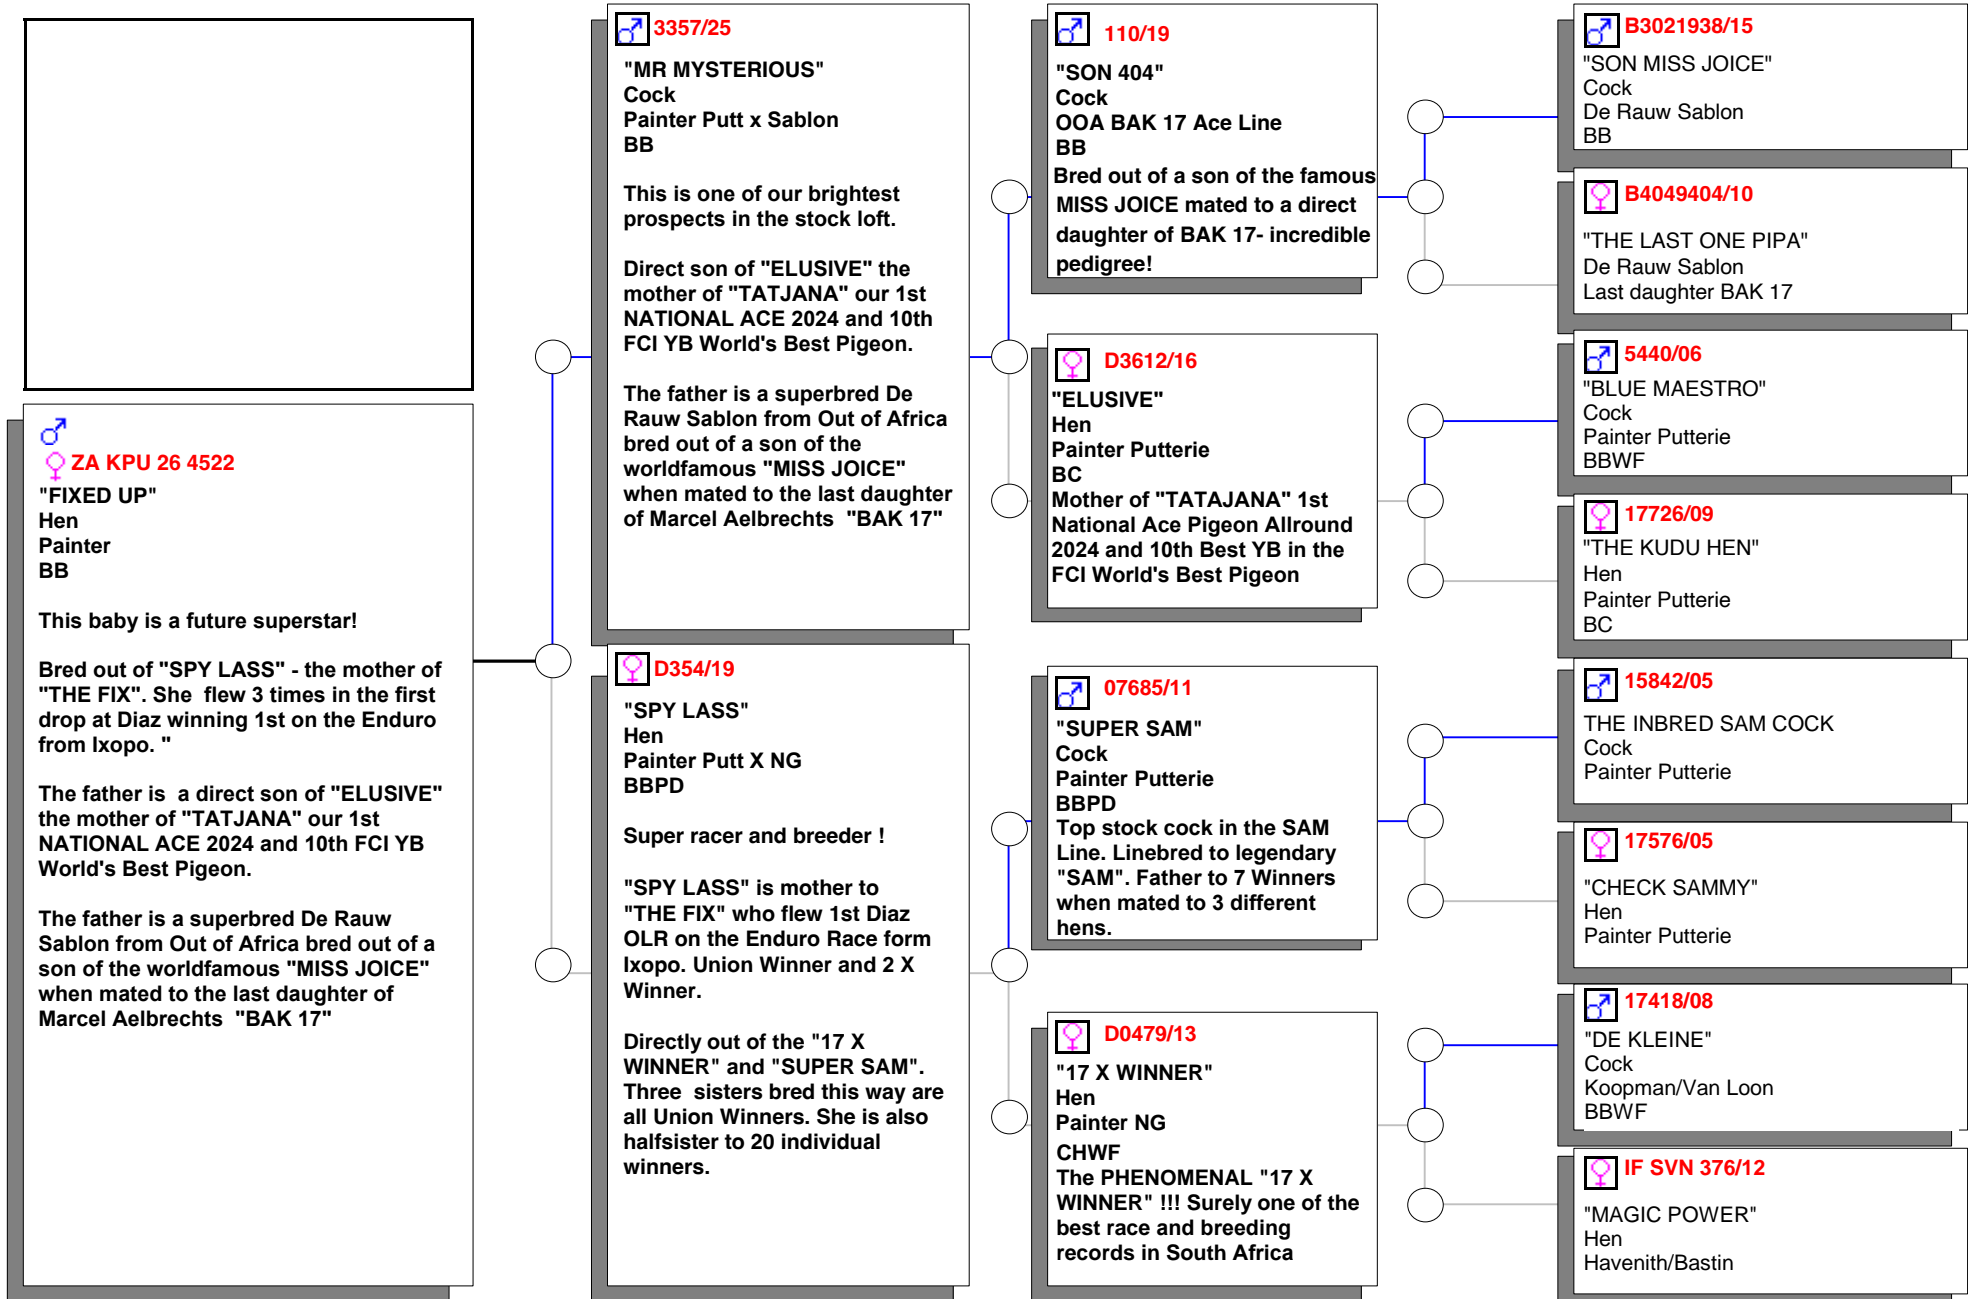 ZA KPU 26 4522
"FIXED UP"
Hen
Painter
BB
This baby is a future superstar!
Bred out of "SPY LASS" - the mother of
"THE FIX". She  flew 3 times in the first
drop at Diaz winning 1st on the Enduro
from Ixopo. "
The father is  a direct son of "ELUSIVE"
the mother of "TATJANA" our 1st
NATIONAL ACE 2024 and 10th FCI YB
World's Best Pigeon.
The father is a superbred De Rauw
Sablon from Out of Africa bred out of a
son of the worldfamous "MISS JOICE"
when mated to the last daughter of
Marcel Aelbrechts  "BAK 17"
3357/25
"MR MYSTERIOUS"
Cock
Painter Putt x Sablon
BB
This is one of our brightest
prospects in the stock loft.
Direct son of "ELUSIVE" the
mother of "TATJANA" our 1st
NATIONAL ACE 2024 and 10th
FCI YB World's Best Pigeon.
The father is a superbred De
Rauw Sablon from Out of Africa
bred out of a son of the
worldfamous "MISS JOICE"
when mated to the last daughter
of Marcel Aelbrechts  "BAK 17"
D354/19
"SPY LASS"
Hen
Painter Putt X NG
BBPD
Super racer and breeder !
"SPY LASS" is mother to
"THE FIX" who flew 1st Diaz
OLR on the Enduro Race form
Ixopo. Union Winner and 2 X
Winner.
Directly out of the "17 X
WINNER" and "SUPER SAM".
Three  sisters bred this way are
all Union Winners. She is also
halfsister to 20 individual
winners.
110/19
"SON 404"
Cock
OOA BAK 17 Ace Line
BB
Bred out of a son of the famous
MISS JOICE mated to a direct
daughter of BAK 17- incredible
pedigree!
D3612/16
"ELUSIVE"
Hen
Painter Putterie
BC
Mother of "TATAJANA" 1st
National Ace Pigeon Allround
2024 and 10th Best YB in the
FCI World's Best Pigeon
07685/11
"SUPER SAM"
Cock
Painter Putterie
BBPD
Top stock cock in the SAM
Line. Linebred to legendary
"SAM". Father to 7 Winners
when mated to 3 different
hens.
D0479/13
"17 X WINNER"
Hen
Painter NG
CHWF
The PHENOMENAL "17 X
WINNER" !!! Surely one of the
best race and breeding
records in South Africa
B3021938/15
"SON MISS JOICE"
Cock
De Rauw Sablon
BB
B4049404/10
"THE LAST ONE PIPA"
De Rauw Sablon
Last daughter BAK 17
5440/06
"BLUE MAESTRO"
Cock
Painter Putterie
BBWF
17726/09
"THE KUDU HEN"
Hen
Painter Putterie
BC
15842/05
THE INBRED SAM COCK
Cock
Painter Putterie
17576/05
"CHECK SAMMY"
Hen
Painter Putterie
17418/08
"DE KLEINE"
Cock
Koopman/Van Loon
BBWF
IF SVN 376/12
"MAGIC POWER"
Hen
Havenith/Bastin